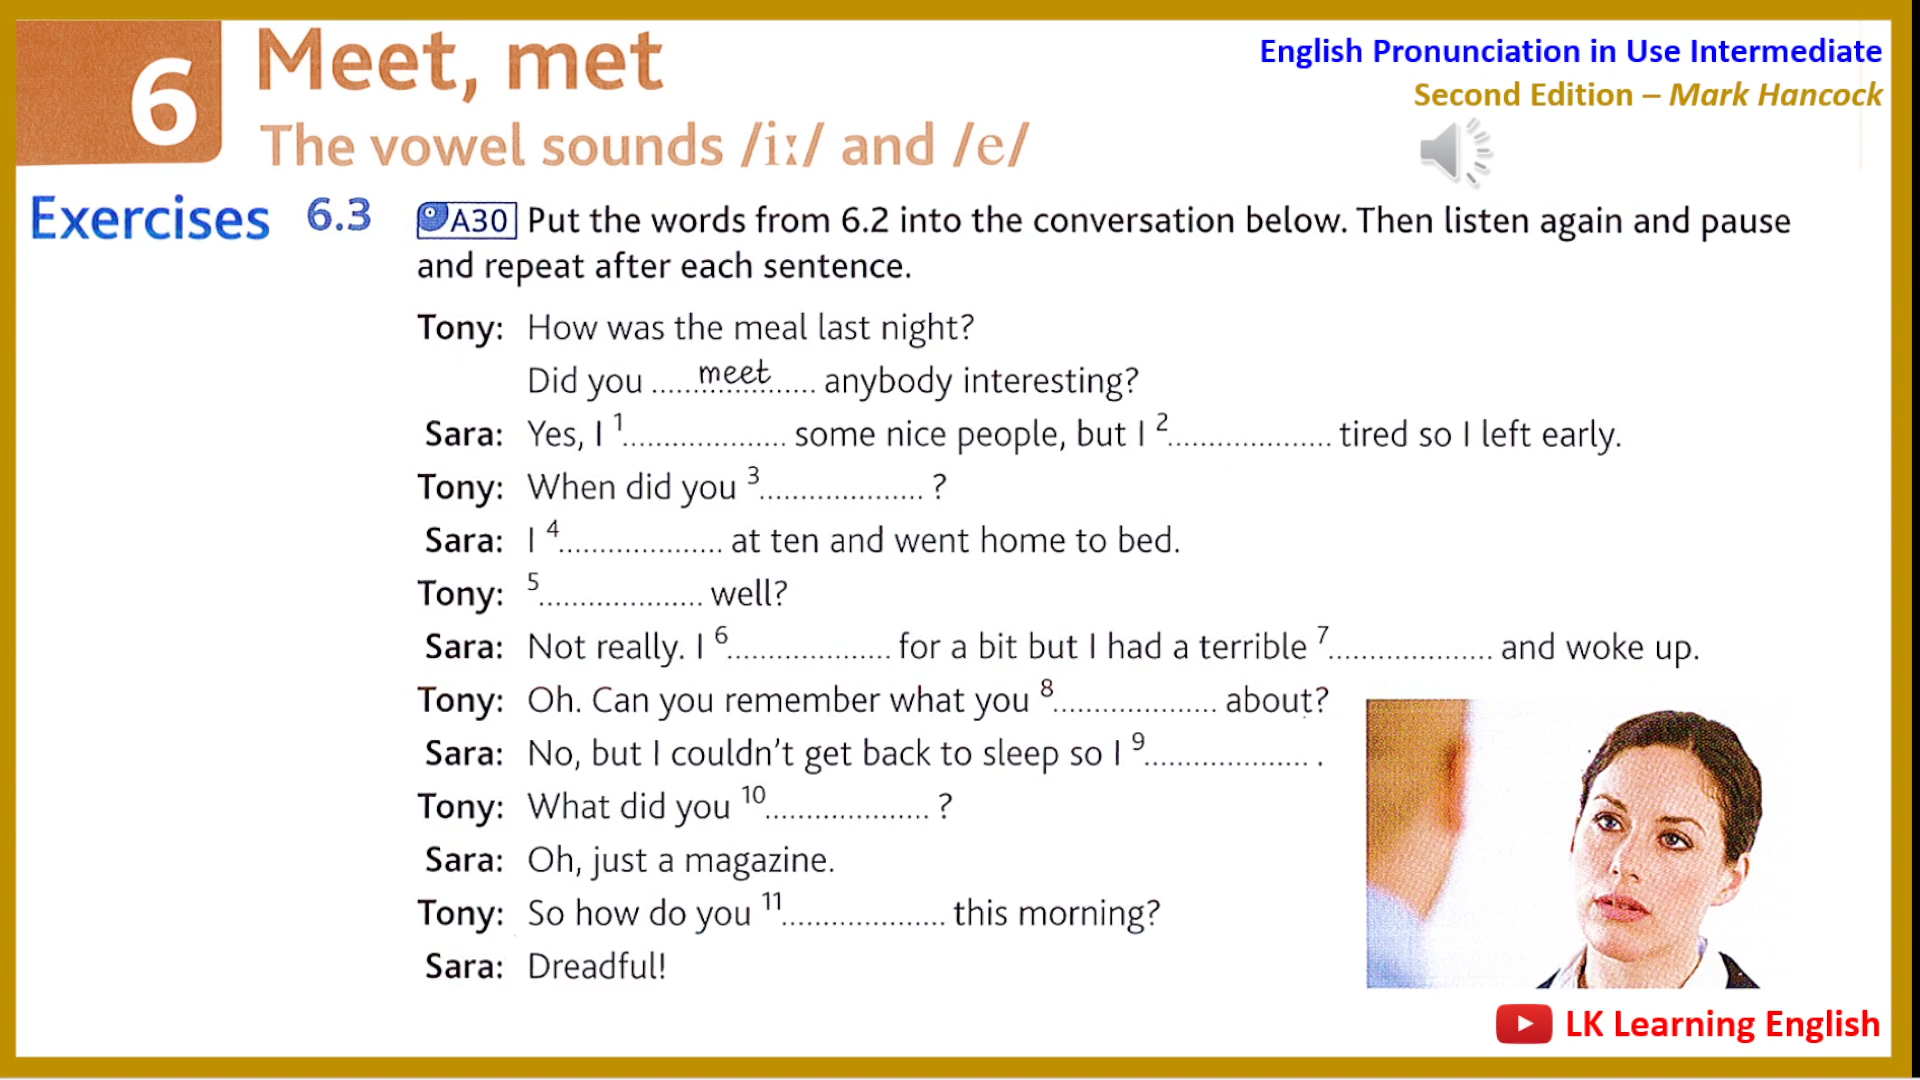 6
Meet, met
The vowel sounds /iː/ and /e/
English Pronunciation in Use Intermediate
Second Edition – Mark Hancock
Exercises 6.3 A30 Put the words from 6.2 into the conversation below. Then listen again and pause
and repeat after each sentence.
Tony: How was the meal last night?
Did you ......meet...... anybody interesting?
Sara: Yes, I ¹.................... some nice people, but I ².................... tired so I left early.
Tony: When did you ³.................... ?
Sara: I ⁴.................... at ten and went home to bed.
Tony: ⁵.................... well?
Sara: Not really. I ⁶.................... for a bit but I had a terrible ⁷.................... and woke up.
Tony: Oh. Can you remember what you ⁸.................... about?
Sara: No, but I couldn't get back to sleep so I ⁹.................... .
Tony: What did you ¹⁰.................... ?
Sara: Oh, just a magazine.
Tony: So how do you ¹¹.................... this morning?
Sara: Dreadful!
LK Learning English